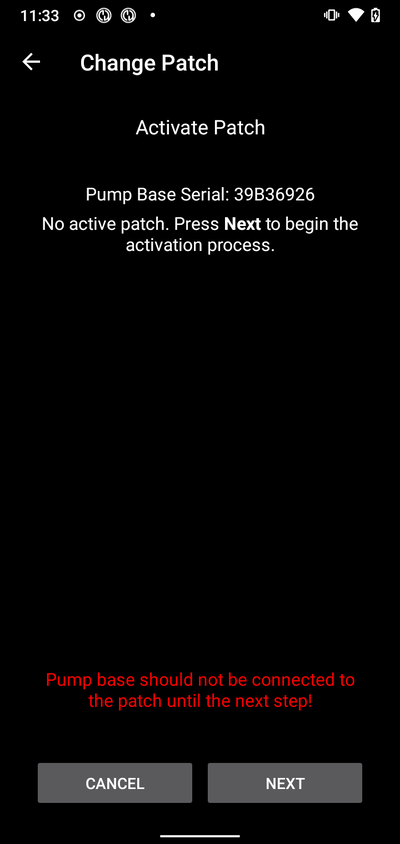 11:33
Change Patch
Activate Patch
Pump Base Serial: 39B36926
No active patch. Press Next to begin the
activation process.
Pump base should not be connected to
the patch until the next step!
CANCEL
NEXT